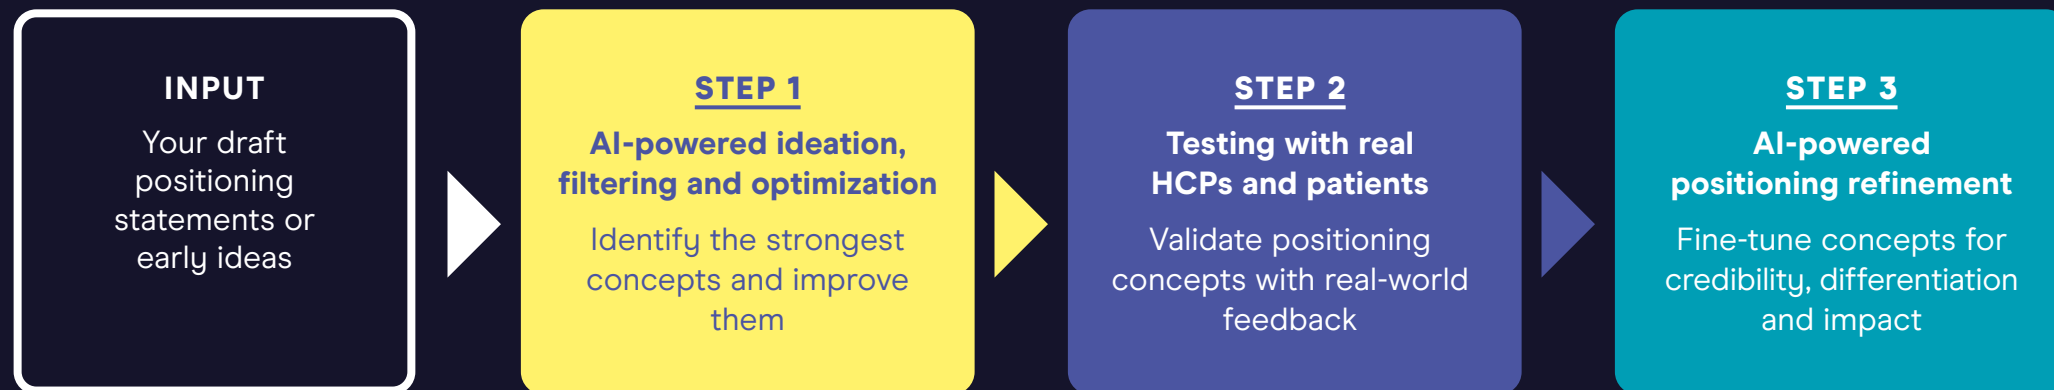 INPUT
Your draft
positioning
statements or
early ideas
STEP 1
AI-powered ideation,
filtering and optimization
Identify the strongest
concepts and improve
them
STEP 2
Testing with real
HCPs and patients
Validate positioning
concepts with real-world
feedback
STEP 3
AI-powered
positioning refinement
Fine-tune concepts for
credibility, differentiation
and impact